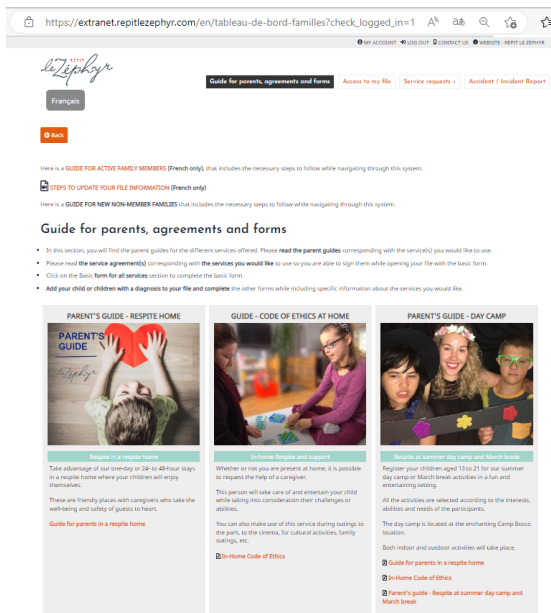 https://extranet.repitlezephyr.com/en/tableau-de-bord-familles?check_logged_in=1
MY ACCOUNT LOG OUT CONTACT US WEBSITE - RÉPIT LE ZÉPHYR
répit
le Zéphyr
Guide for parents, agreements and forms Access to my file Service requests Accident / Incident Report
Français
Back
Here is a GUIDE FOR ACTIVE FAMILY MEMBERS (French only), that includes the necessary steps to follow while navigating through this system.
STEPS TO UPDATE YOUR FILE INFORMATION (French only)
Here is a GUIDE FOR NEW NON-MEMBER FAMILIES that includes the necessary steps to follow while navigating through this system.
Guide for parents, agreements and forms
In this section, you will find the parent guides for the different services offered. Please read the parent guides corresponding with the service(s) you would like to use.
Please read the service agreement(s) corresponding with the services you would like to use so you are able to sign them while opening your file with the basic form.
Click on the Basic form for all services section to complete the basic form.
Add your child or children with a diagnosis to your file and complete the other forms while including specific information about the services you would like.
PARENT'S GUIDE - RESPITE HOME
PARENT'S
GUIDE
le Zéphyr
Respite in a respite home
Take advantage of our one-day or 24- to 48-hour stays
in a respite home where your children will enjoy
themselves.
These are friendly places with caregivers who take the
well-being and safety of guests to heart.
Guide for parents in a respite home
GUIDE - CODE OF ETHICS AT HOME
In-Home Respite and support
Whether or not you are present at home, it is possible
to request the help of a caregiver.
This person will take care of and entertain your child
while taking into consideration their challenges or
abilities.
You can also make use of this service during outings to
the park, to the cinema, for cultural activities, family
outings, etc.
In-Home Code of Ethics
PARENT'S GUIDE - DAY CAMP
Respite at summer day camp and March break
Register your children aged 13 to 21 for our summer
day camp or March break activities in a fun and
entertaining setting.
All the activities are selected according to the interests,
abilities and needs of the participants.
The day camp is located at the enchanting Camp Bosco
location.
Both indoor and outdoor activities will take place.
Guide for parents in a respite home
In-Home Code of Ethics
Parent's guide - Respite at summer day camp and
March break